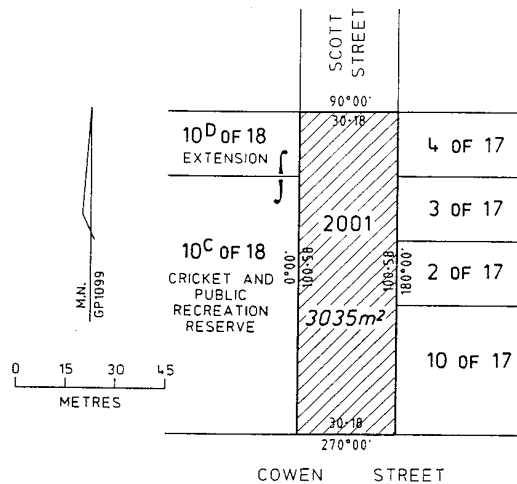 SCOTT
STREET
90°00'
30·18
10D OF 18
EXTENSION
4 OF 17
3 OF 17
2001
10C OF 18
CRICKET AND
PUBLIC
RECREATION
RESERVE
0°00'
100·58
100·58
180°00'
2 OF 17
3035m²
10 OF 17
M.N.
GP1099
0 15 30 45
METRES
30·18
270°00'
COWEN STREET